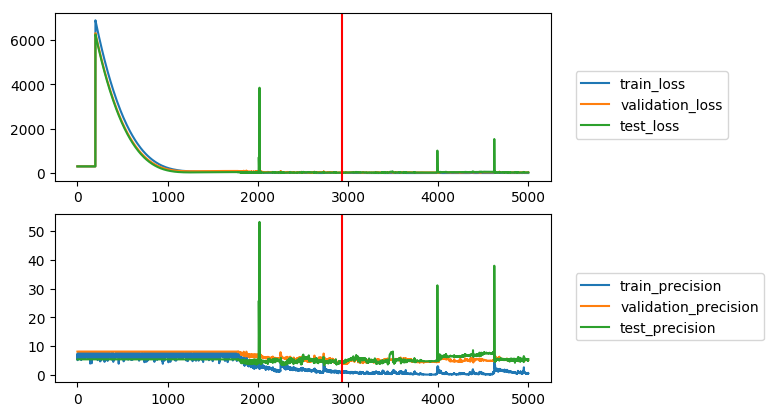 6000
4000
2000
0
0 1000 2000 3000 4000 5000
train_loss
validation_loss
test_loss
50
40
30
20
10
0
0 1000 2000 3000 4000 5000
train_precision
validation_precision
test_precision